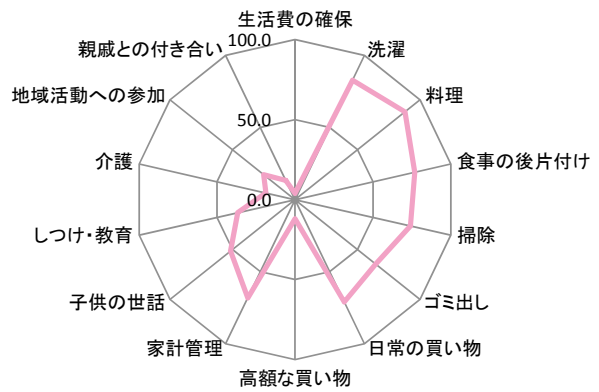 生活費の確保
100.0
親戚との付き合い
洗濯
地域活動への参加
料理
50.0
介護
食事の後片付け
0.0
しつけ・教育
掃除
子供の世話
ゴミ出し
家計管理
日常の買い物
高額な買い物